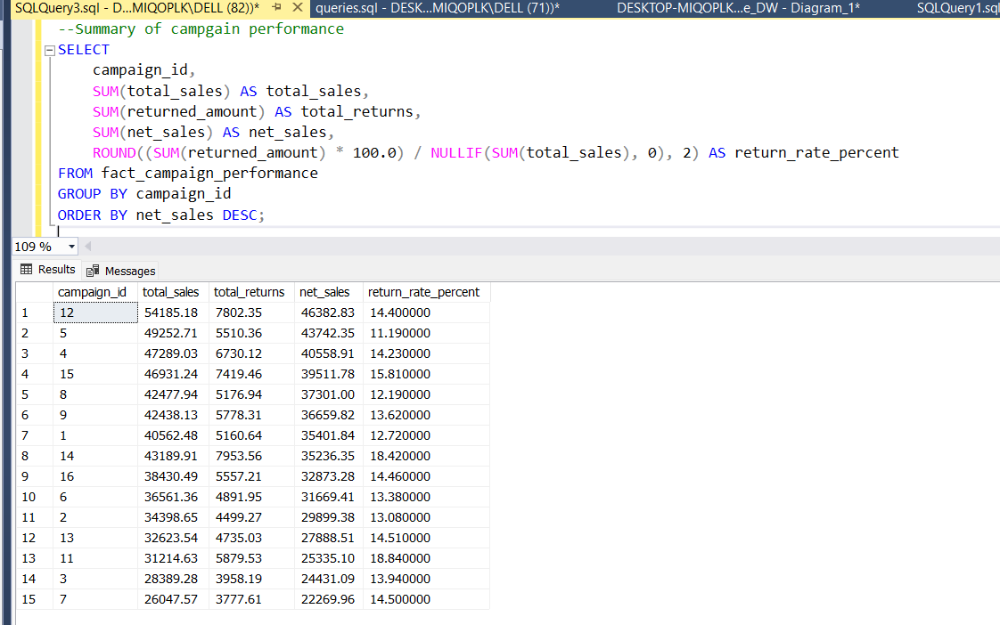 SQLQuery3.sql - D...MIQOPLK\DELL (82))* queries.sql - DESK...MIQOPLK\DELL (71))* DESKTOP-MIQOPLK...e_DW - Diagram_1* SQLQuery1.sql
--Summary of campgain performance
SELECT
campaign_id,
SUM(total_sales) AS total_sales,
SUM(returned_amount) AS total_returns,
SUM(net_sales) AS net_sales,
ROUND((SUM(returned_amount) * 100.0) / NULLIF(SUM(total_sales), 0), 2) AS return_rate_percent
FROM fact_campaign_performance
GROUP BY campaign_id
ORDER BY net_sales DESC;
109 %
Results Messages
campaign_id total_sales total_returns net_sales return_rate_percent
1 12 54185.18 7802.35 46382.83 14.400000
2 5 49252.71 5510.36 43742.35 11.190000
3 4 47289.03 6730.12 40558.91 14.230000
4 15 46931.24 7419.46 39511.78 15.810000
5 8 42477.94 5176.94 37301.00 12.190000
6 9 42438.13 5778.31 36659.82 13.620000
7 1 40562.48 5160.64 35401.84 12.720000
8 14 43189.91 7953.56 35236.35 18.420000
9 16 38430.49 5557.21 32873.28 14.460000
10 6 36561.36 4891.95 31669.41 13.380000
11 2 34398.65 4499.27 29899.38 13.080000
12 13 32623.54 4735.03 27888.51 14.510000
13 11 31214.63 5879.53 25335.10 18.840000
14 3 28389.28 3958.19 24431.09 13.940000
15 7 26047.57 3777.61 22269.96 14.500000